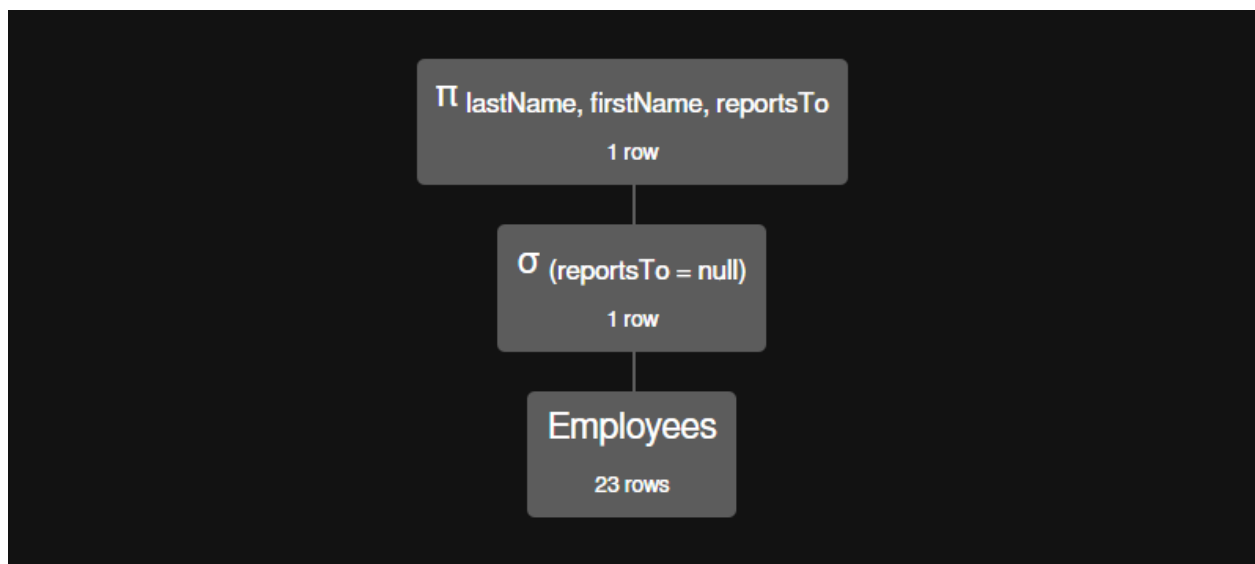 π lastName, firstName, reportsTo
1 row
σ (reportsTo = null)
1 row
Employees
23 rows